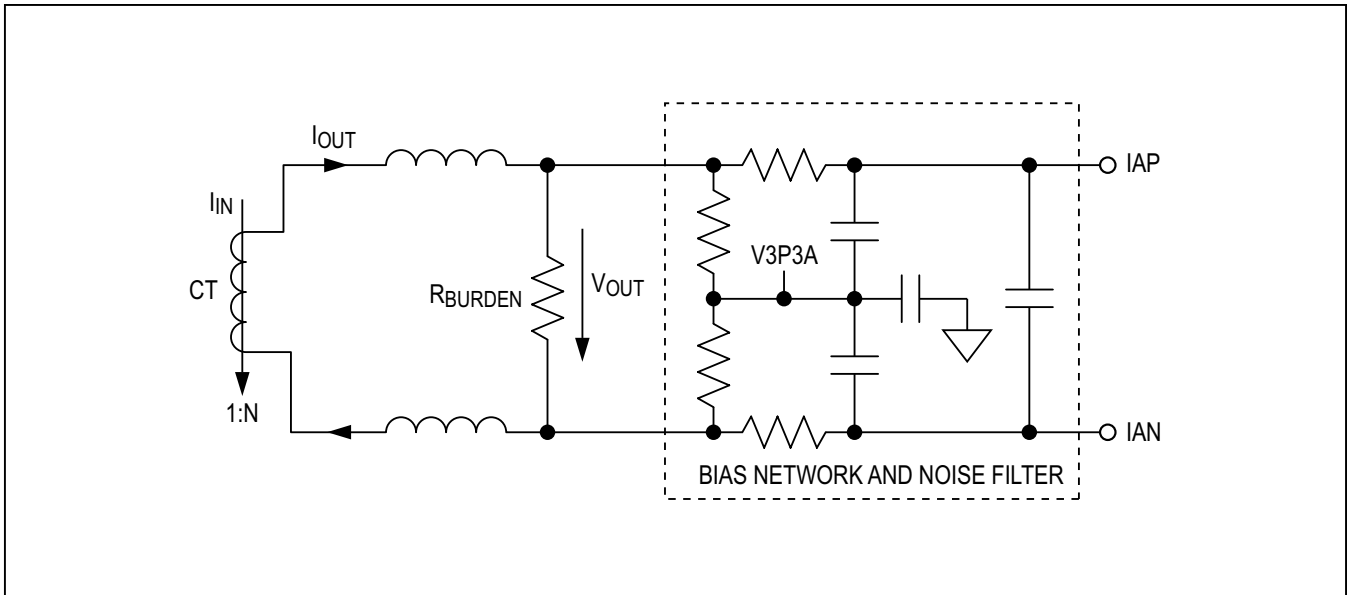 IOUT
IAP
IIN
V3P3A
CT
RBURDEN
VOUT
1:N
IAN
BIAS NETWORK AND NOISE FILTER